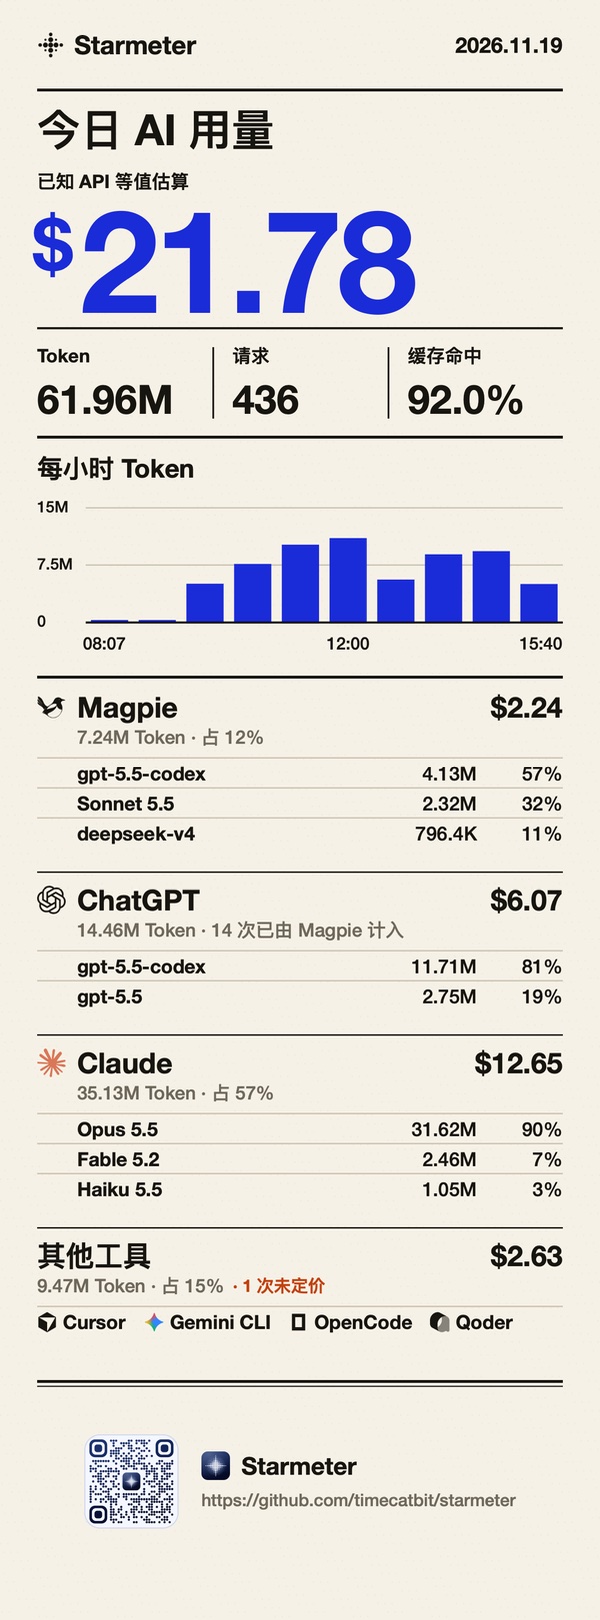 Starmeter 2026.11.19
今日 AI 用量
已知 API 等值估算
$21.78
Token 请求 缓存命中
61.96M 436 92.0%
每小时 Token
15M
7.5M
0
08:07 12:00 15:40
Magpie $2.24
7.24M Token · 占 12%
gpt-5.5-codex 4.13M 57%
Sonnet 5.5 2.32M 32%
deepseek-v4 796.4K 11%
ChatGPT $6.07
14.46M Token · 14 次已由 Magpie 计入
gpt-5.5-codex 11.71M 81%
gpt-5.5 2.75M 19%
Claude $12.65
35.13M Token · 占 57%
Opus 5.5 31.62M 90%
Fable 5.2 2.46M 7%
Haiku 5.5 1.05M 3%
其他工具 $2.63
9.47M Token · 占 15% · 1 次未定价
Cursor Gemini CLI OpenCode Qoder
Starmeter
https://github.com/timecatbit/starmeter